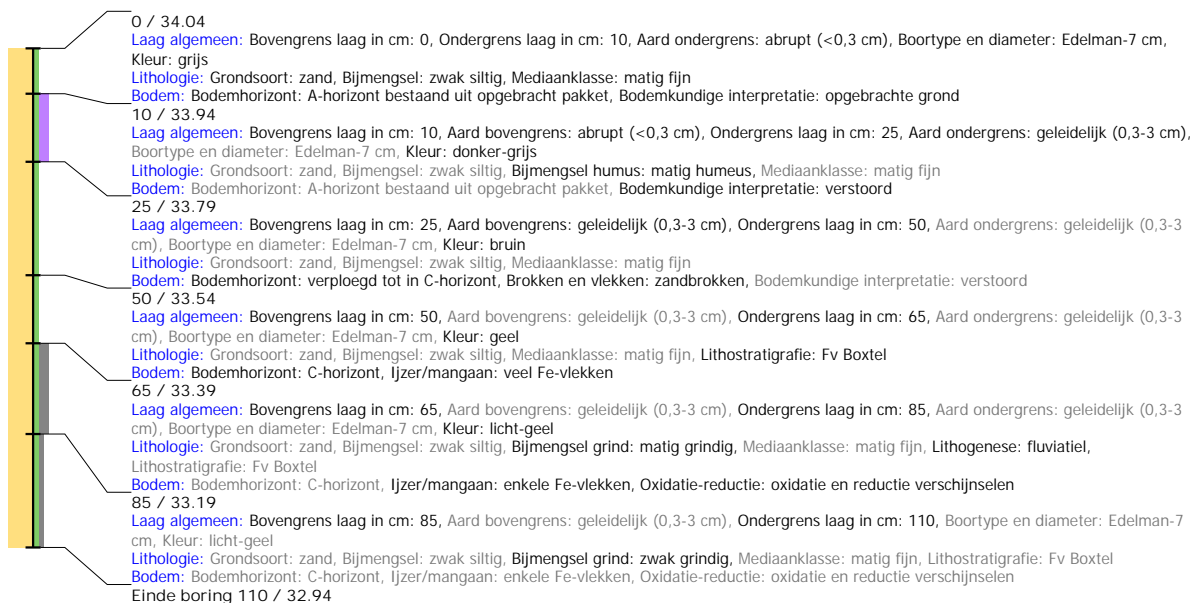 0 / 34.04
Laag algemeen: Bovengrens laag in cm: 0, Ondergrens laag in cm: 10, Aard ondergrens: abrupt (<0,3 cm), Boortype en diameter: Edelman-7 cm,
Kleur: grijs
Lithologie: Grondsoort: zand, Bijmengsel: zwak siltig, Mediaanklasse: matig fijn
Bodem: Bodemhorizont: A-horizont bestaand uit opgebracht pakket, Bodemkundige interpretatie: opgebrachte grond
10 / 33.94
Laag algemeen: Bovengrens laag in cm: 10, Aard bovengrens: abrupt (<0,3 cm), Ondergrens laag in cm: 25, Aard ondergrens: geleidelijk (0,3-3 cm),
Boortype en diameter: Edelman-7 cm, Kleur: donker-grijs
Lithologie: Grondsoort: zand, Bijmengsel: zwak siltig, Bijmengsel humus: matig humeus, Mediaanklasse: matig fijn
Bodem: Bodemhorizont: A-horizont bestaand uit opgebracht pakket, Bodemkundige interpretatie: verstoord
25 / 33.79
Laag algemeen: Bovengrens laag in cm: 25, Aard bovengrens: geleidelijk (0,3-3 cm), Ondergrens laag in cm: 50, Aard ondergrens: geleidelijk (0,3-3
cm), Boortype en diameter: Edelman-7 cm, Kleur: bruin
Lithologie: Grondsoort: zand, Bijmengsel: zwak siltig, Mediaanklasse: matig fijn
Bodem: Bodemhorizont: verploegd tot in C-horizont, Brokken en vlekken: zandbrokken, Bodemkundige interpretatie: verstoord
50 / 33.54
Laag algemeen: Bovengrens laag in cm: 50, Aard bovengrens: geleidelijk (0,3-3 cm), Ondergrens laag in cm: 65, Aard ondergrens: geleidelijk (0,3-3
cm), Boortype en diameter: Edelman-7 cm, Kleur: geel
Lithologie: Grondsoort: zand, Bijmengsel: zwak siltig, Mediaanklasse: matig fijn, Lithostratigrafie: Fv Boxtel
Bodem: Bodemhorizont: C-horizont, Ijzer/mangaan: veel Fe-vlekken
65 / 33.39
Laag algemeen: Bovengrens laag in cm: 65, Aard bovengrens: geleidelijk (0,3-3 cm), Ondergrens laag in cm: 85, Aard ondergrens: geleidelijk (0,3-3
cm), Boortype en diameter: Edelman-7 cm, Kleur: licht-geel
Lithologie: Grondsoort: zand, Bijmengsel: zwak siltig, Bijmengsel grind: matig grindig, Mediaanklasse: matig fijn, Lithogenese: fluviatiel,
Lithostratigrafie: Fv Boxtel
Bodem: Bodemhorizont: C-horizont, Ijzer/mangaan: enkele Fe-vlekken, Oxidatie-reductie: oxidatie en reductie verschijnselen
85 / 33.19
Laag algemeen: Bovengrens laag in cm: 85, Aard bovengrens: geleidelijk (0,3-3 cm), Ondergrens laag in cm: 110, Boortype en diameter: Edelman-7
cm, Kleur: licht-geel
Lithologie: Grondsoort: zand, Bijmengsel: zwak siltig, Bijmengsel grind: zwak grindig, Mediaanklasse: matig fijn, Lithostratigrafie: Fv Boxtel
Bodem: Bodemhorizont: C-horizont, Ijzer/mangaan: enkele Fe-vlekken, Oxidatie-reductie: oxidatie en reductie verschijnselen
Einde boring 110 / 32.94